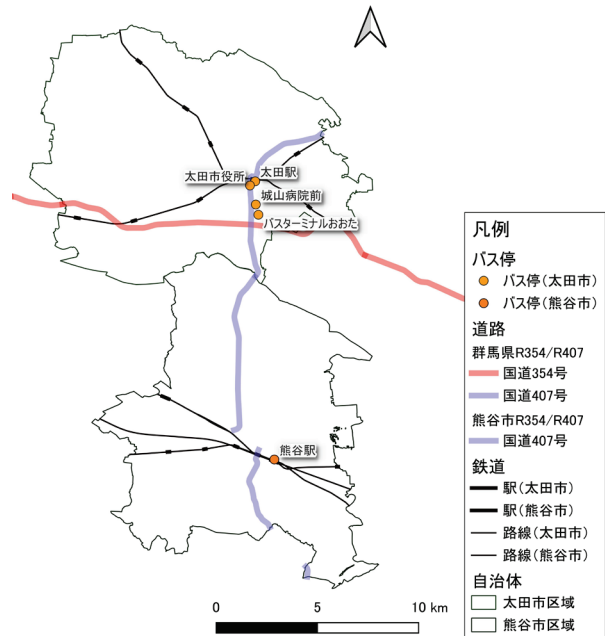 太田市役所
太田駅
城山病院前
バスターミナルおおた
熊谷駅
0
5
10 km
凡例
バス停
バス停(太田市)
バス停(熊谷市)
道路
群馬県R354/R407
国道354号
国道407号
熊谷市R354/R407
国道407号
鉄道
駅(太田市)
駅(熊谷市)
路線(太田市)
路線(熊谷市)
自治体
太田市区域
熊谷市区域